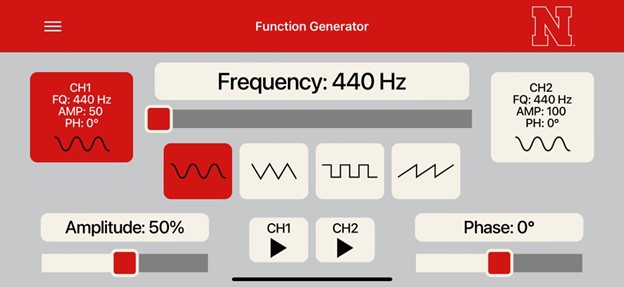 Function Generator
N
CH1
FQ: 440 Hz
AMP: 50
PH: 0°
Frequency: 440 Hz
CH2
FQ: 440 Hz
AMP: 100
PH: 0°
Amplitude: 50%
CH1
CH2
Phase: 0°